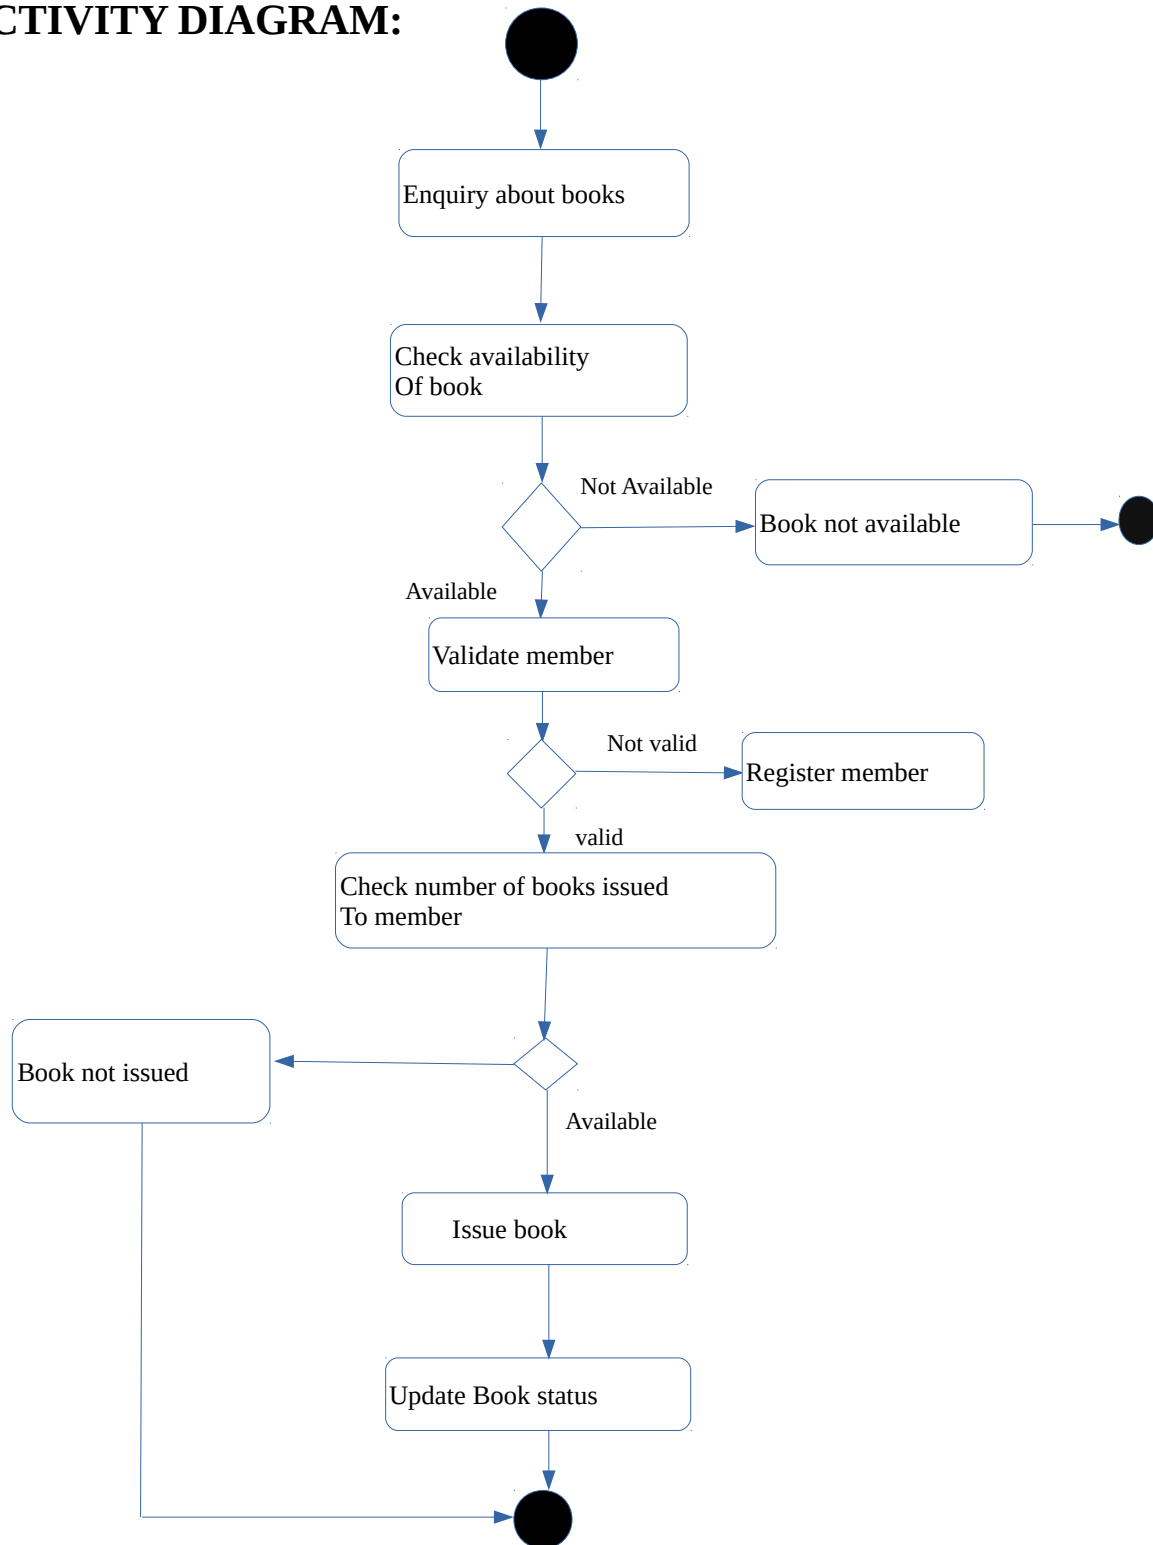 CTIVITY DIAGRAM:
Enquiry about books
Check availability
Of book
Not Available
Book not available
Available
Validate member
Not valid
Register member
valid
Check number of books issued
To member
Book not issued
Available
Issue book
Update Book status